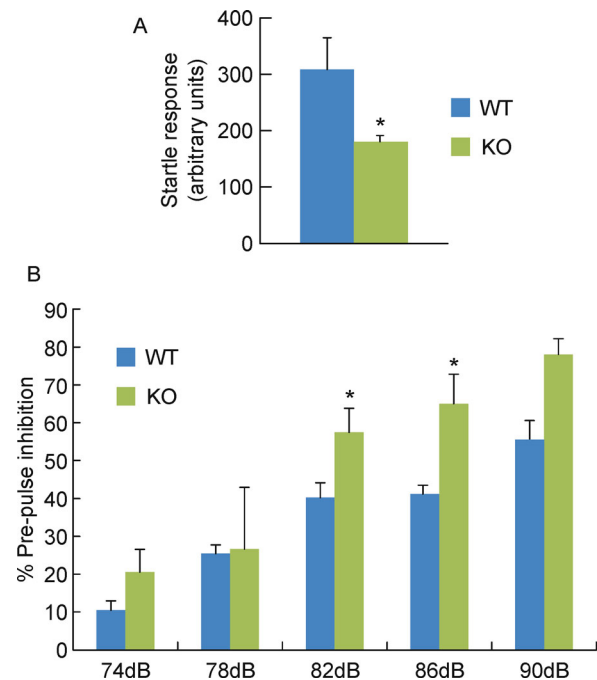 A
Startle response
(arbitrary units)
400
300
200
100
0
*
WT
KO
B
% Pre-pulse inhibition
90
80
70
60
50
40
30
20
10
0
WT
KO
*
*
74dB 78dB 82dB 86dB 90dB